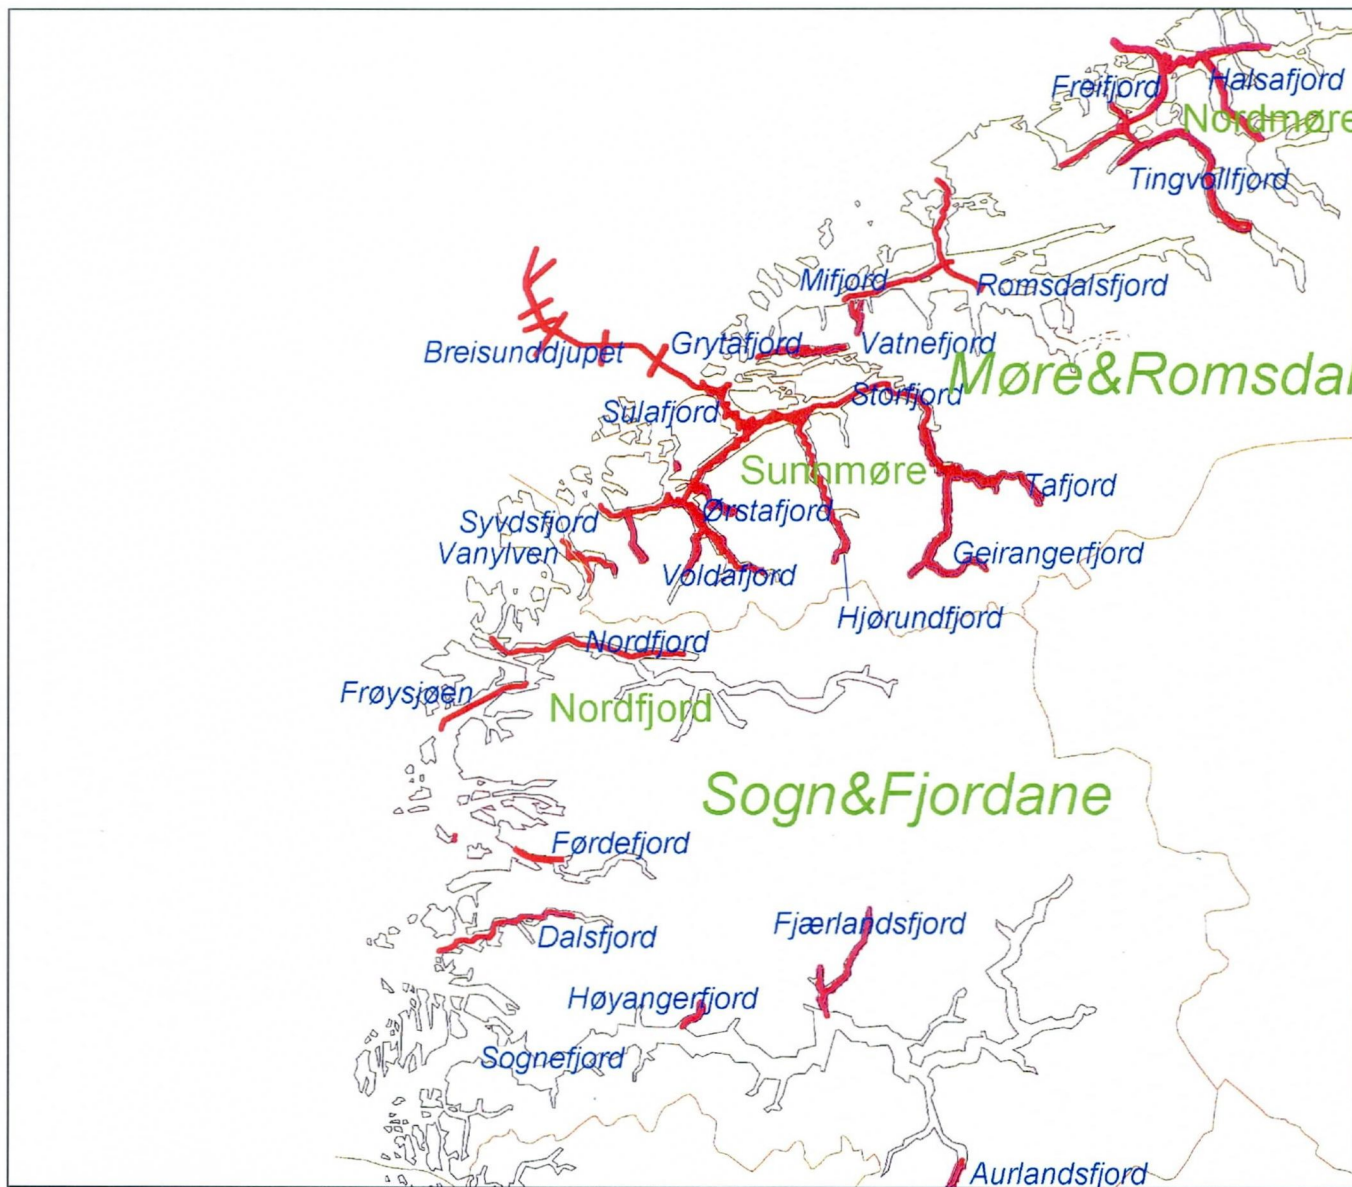 Freifjord
Halsafjord
Nordmøre
Tingvollfjord
Mifjord
Romsdalsfjord
Breisunddjupet
Grytafjord
Vatnefjord
Møre&Romsdal
Storfjord
Sulafjord
Sunnmøre
Tafjord
Syvdsfjord
Ørstafjord
Vanylven
Geirangerfjord
Voldafjord
Hjørundfjord
Nordfjord
Frøysjøen
Nordfjord
Sogn&Fjordane
Førdefjord
Fjærlandsfjord
Dalsfjord
Høyangerfjord
Sognefjord
Aurlandsfjord